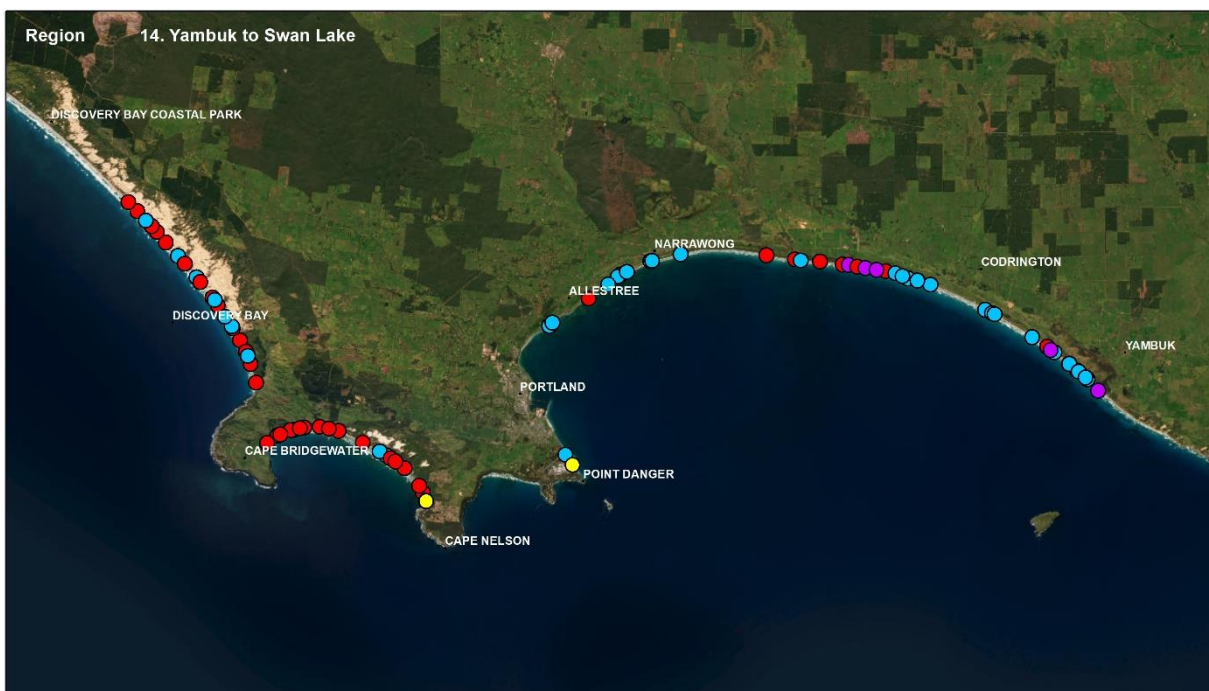 Region 14. Yambuk to Swan Lake
DISCOVERY BAY COASTAL PARK
NARRAWONG
CODRINGTON
ALLESTREE
DISCOVERY BAY
YAMBUK
PORTLAND
CAPE BRIDGEWATER
POINT DANGER
CAPE NELSON